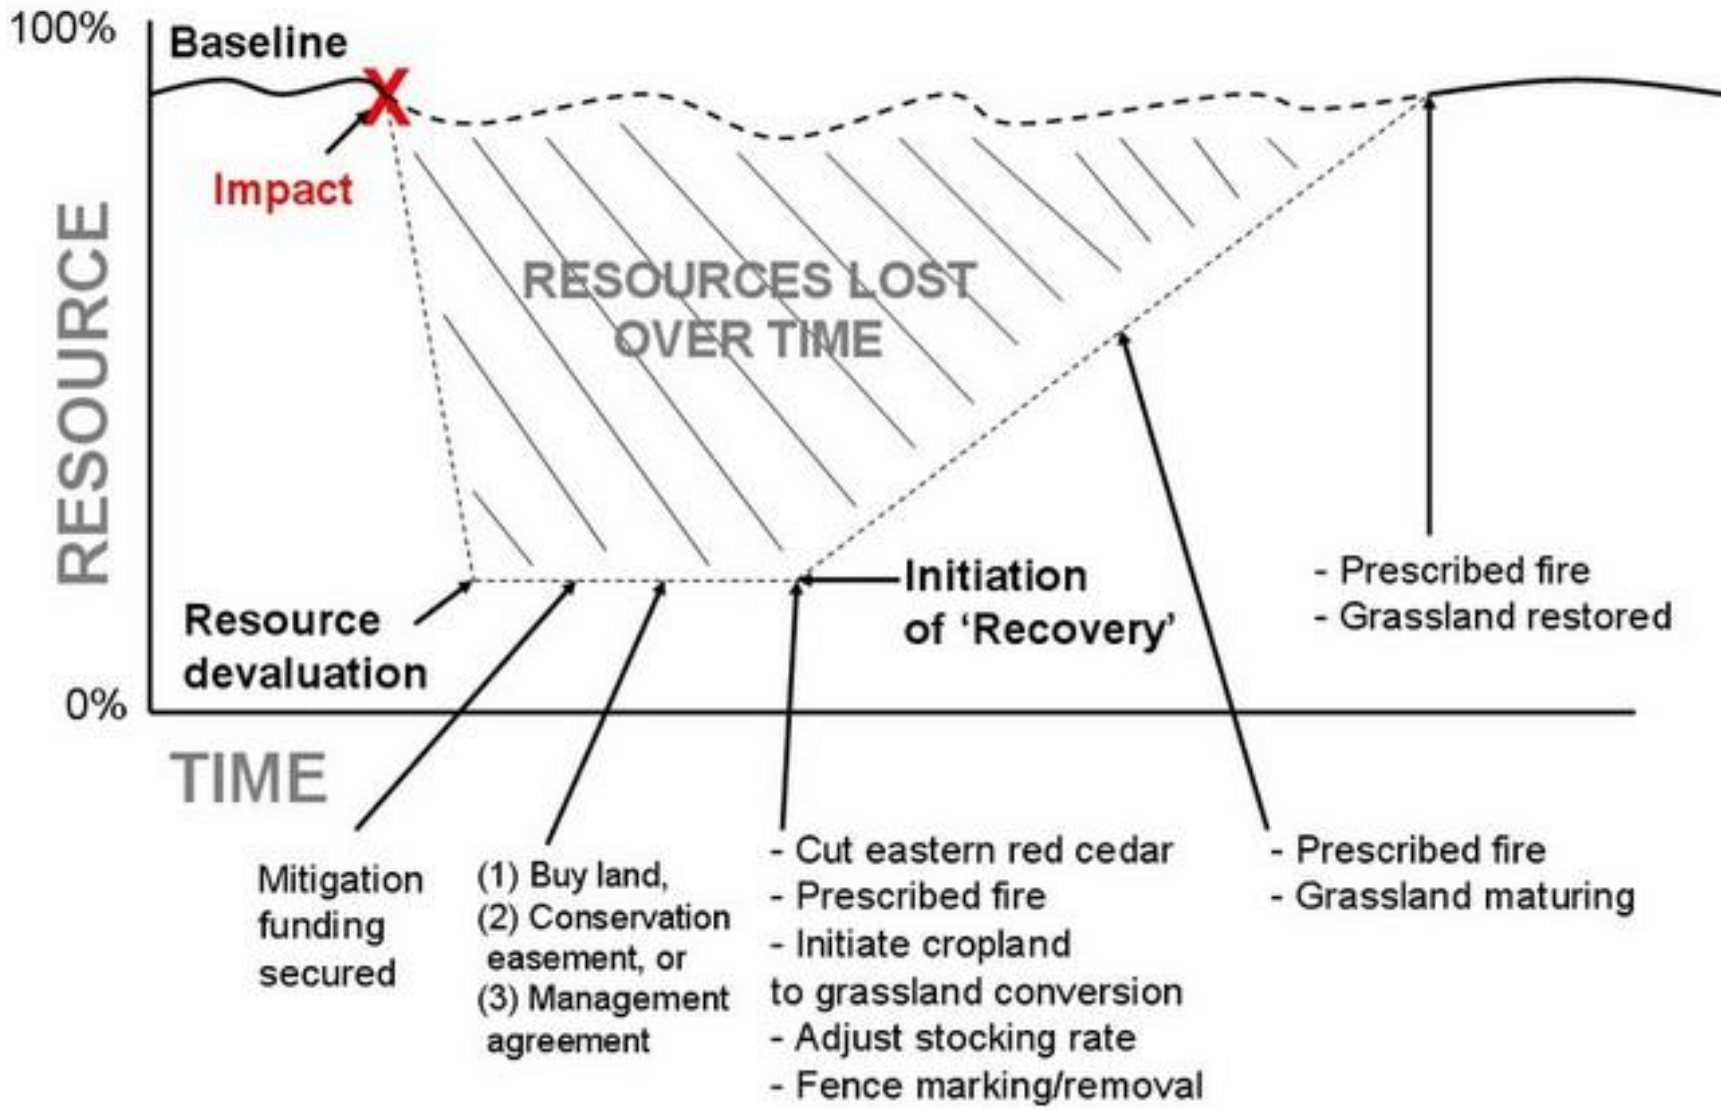 100%
Baseline
Impact
RESOURCE
RESOURCES LOST
OVER TIME
Resource
devaluation
Initiation
of ‘Recovery’
- Prescribed fire
- Grassland restored
0%
TIME
Mitigation
funding
secured
(1) Buy land,
(2) Conservation
easement, or
(3) Management
agreement
- Cut eastern red cedar
- Prescribed fire
- Initiate cropland
to grassland conversion
- Adjust stocking rate
- Fence marking/removal
- Prescribed fire
- Grassland maturing